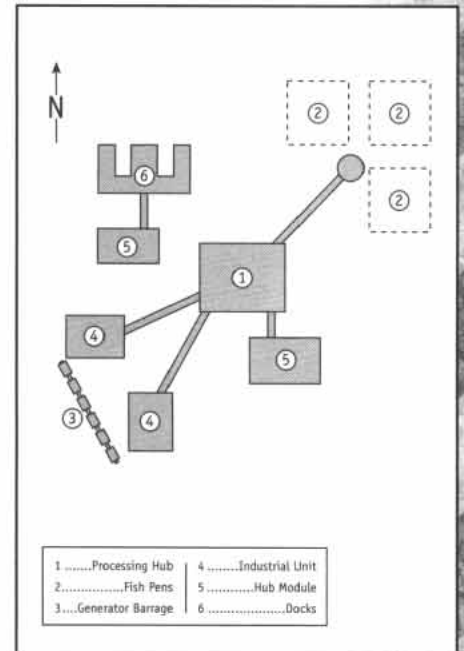 N
2
2
2
6
5
1
4
5
3
4
1 .......Processing Hub
2................Fish Pens
3....Generator Barrage
4 ........Industrial Unit
5 ............Hub Module
6 .....................Docks